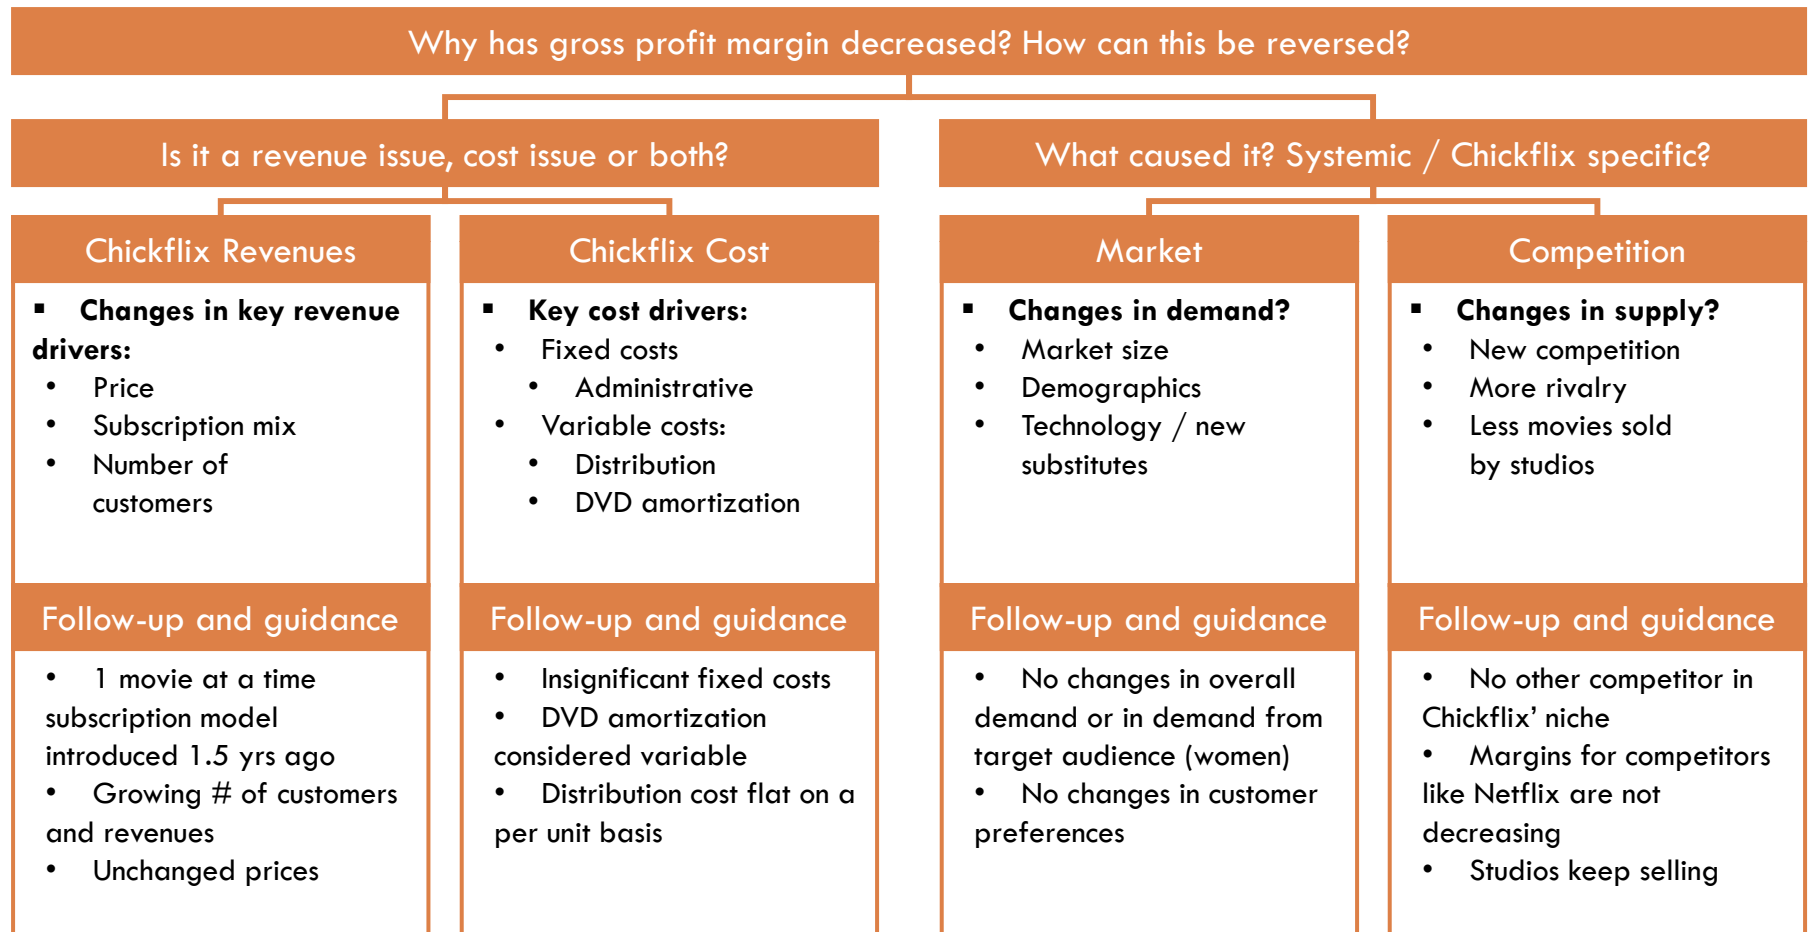 Why has gross profit margin decreased? How can this be reversed?
Is it a revenue issue, cost issue or both?
What caused it? Systemic / Chickflix specific?
Chickflix Revenues
▪ Changes in key revenue
drivers:
• Price
• Subscription mix
• Number of
customers
Follow-up and guidance
• 1 movie at a time
subscription model
introduced 1.5 yrs ago
• Growing # of customers
and revenues
• Unchanged prices
Chickflix Cost
▪ Key cost drivers:
• Fixed costs
• Administrative
• Variable costs:
• Distribution
• DVD amortization
Follow-up and guidance
• Insignificant fixed costs
• DVD amortization
considered variable
• Distribution cost flat on a
per unit basis
Market
▪ Changes in demand?
• Market size
• Demographics
• Technology / new
substitutes
Follow-up and guidance
• No changes in overall
demand or in demand from
target audience (women)
• No changes in customer
preferences
Competition
▪ Changes in supply?
• New competition
• More rivalry
• Less movies sold
by studios
Follow-up and guidance
• No other competitor in
Chickflix’ niche
• Margins for competitors
like Netflix are not
decreasing
• Studios keep selling